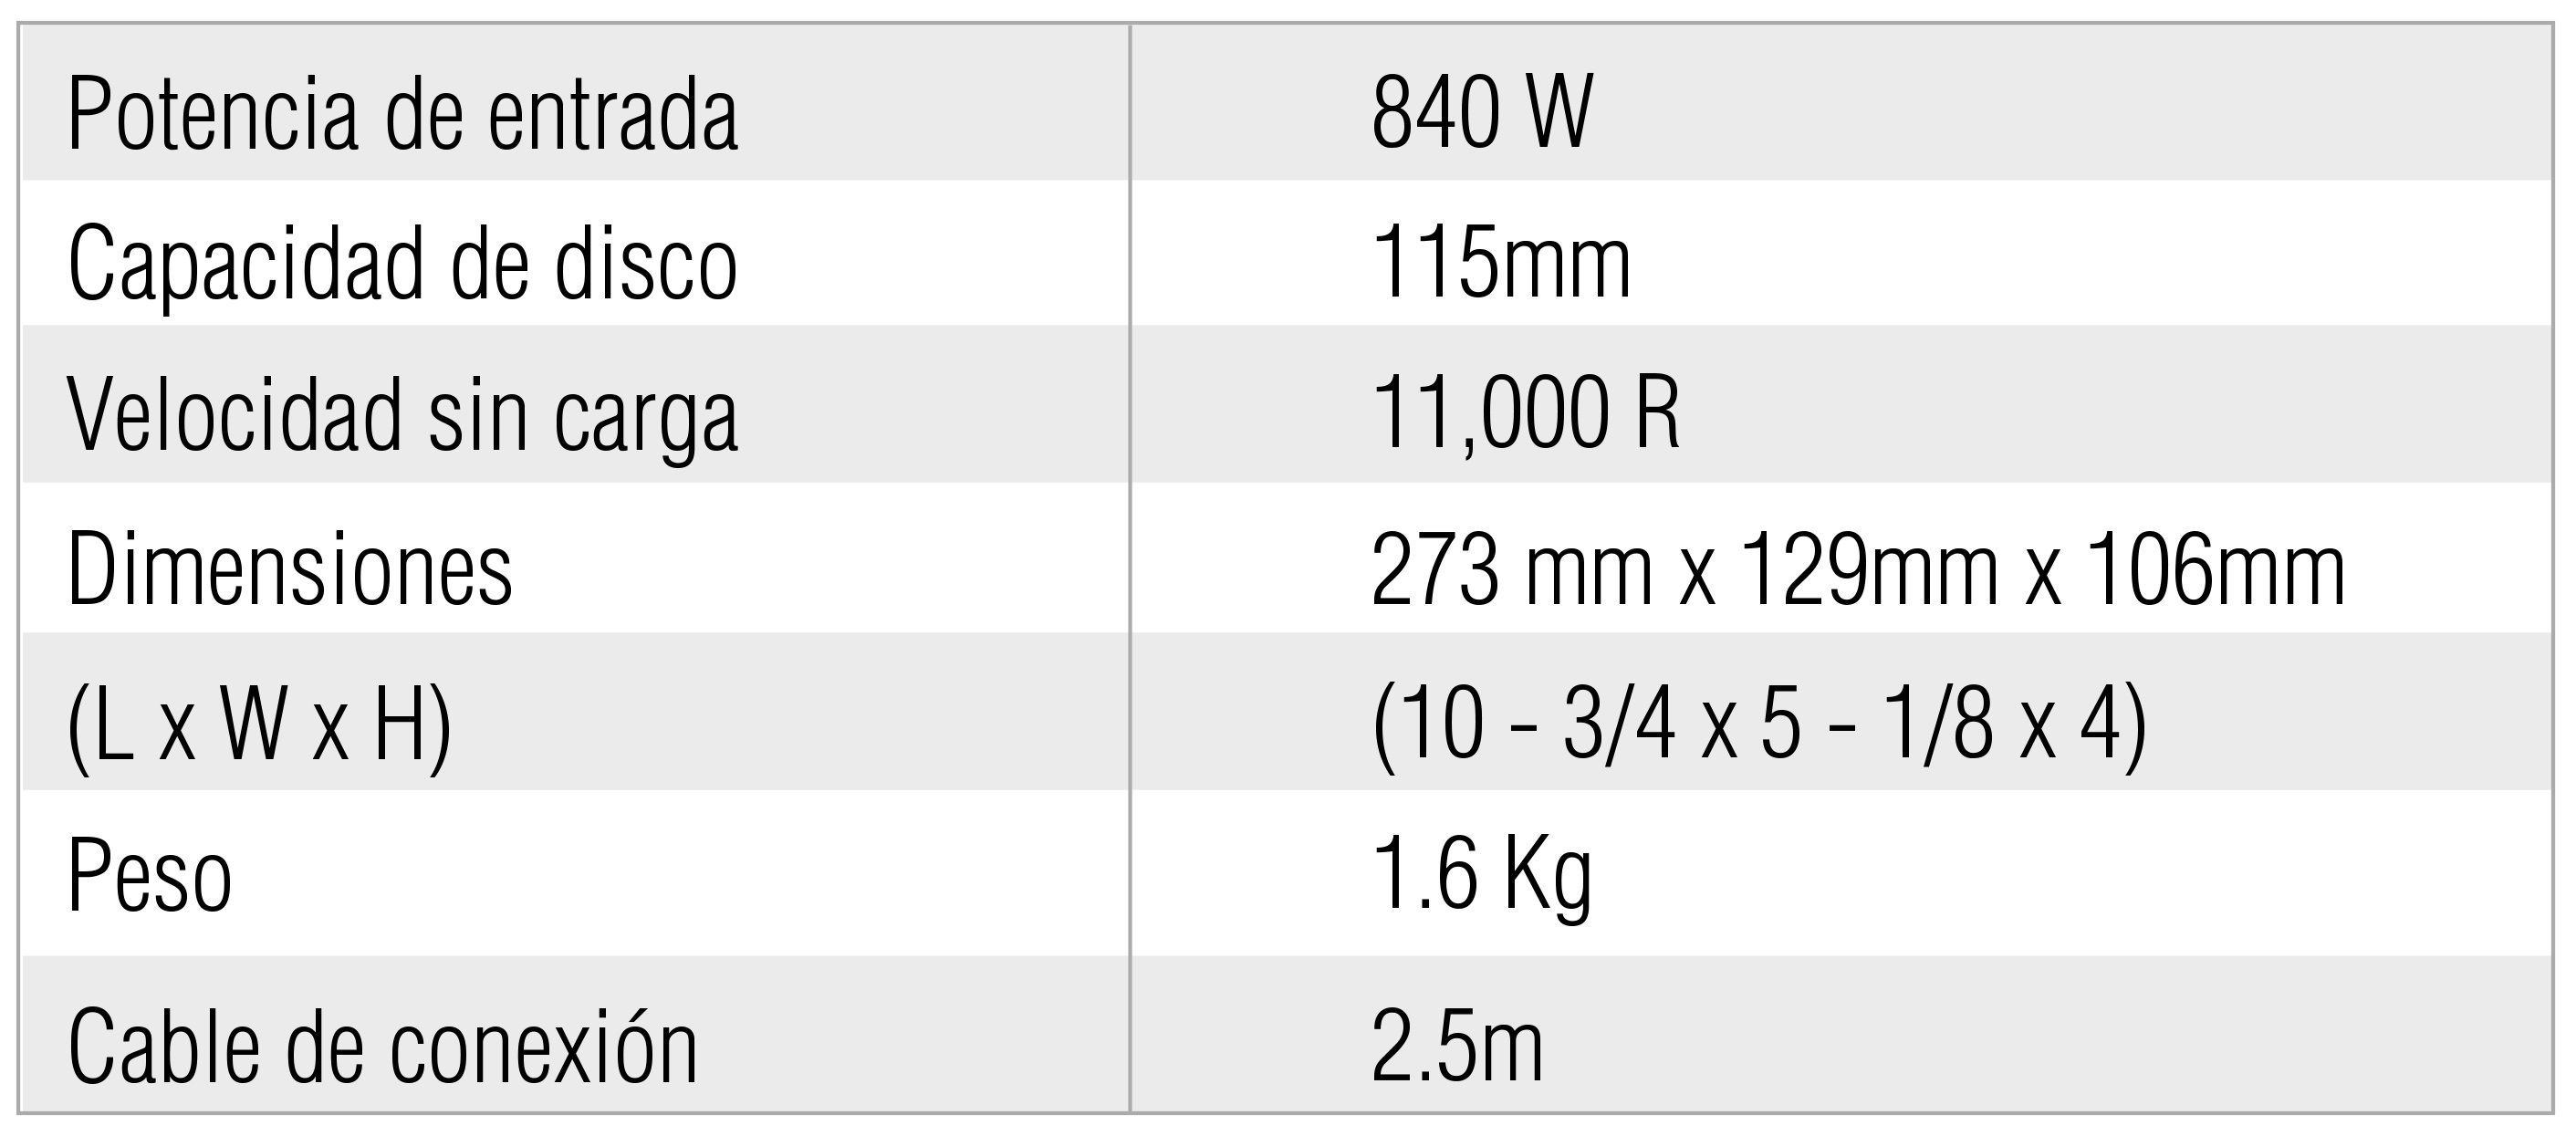 Potencia de entrada 840 W
Capacidad de disco 115mm
Velocidad sin carga 11,000 R
Dimensiones 273 mm x 129mm x 106mm
(L x W x H) (10 - 3/4 x 5 - 1/8 x 4)
Peso 1.6 Kg
Cable de conexión 2.5m